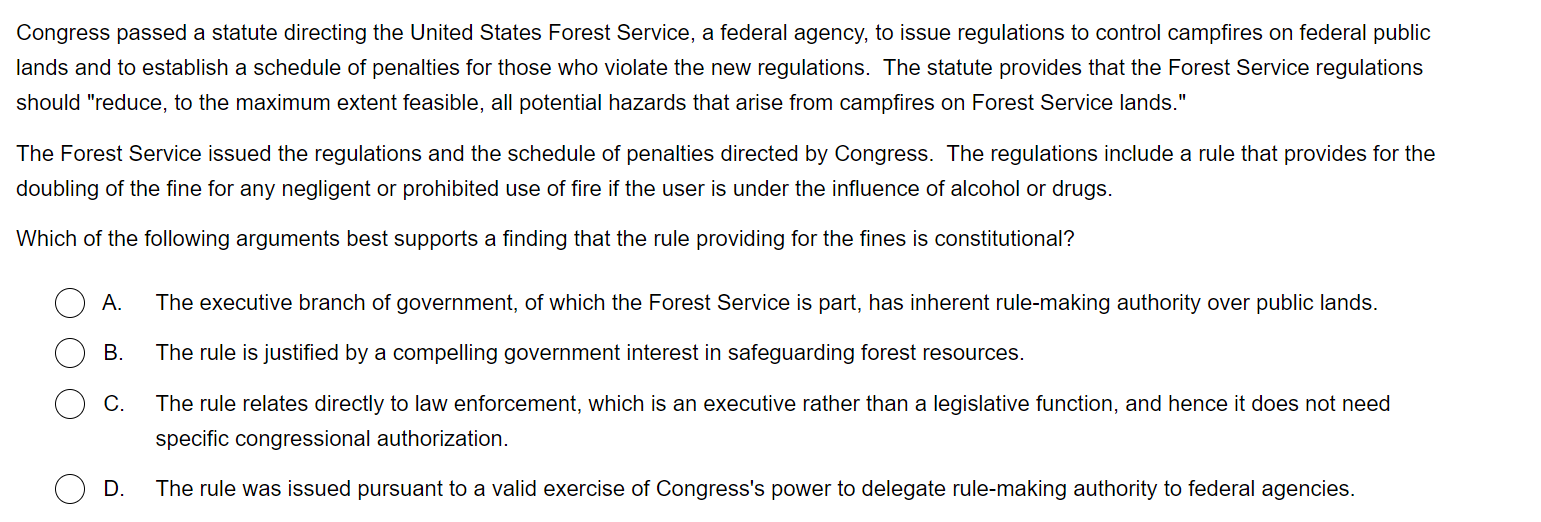 Congress passed a statute directing the United States Forest Service, a federal agency, to issue regulations to control campfires on federal public
lands and to establish a schedule of penalties for those who violate the new regulations.  The statute provides that the Forest Service regulations
should "reduce, to the maximum extent feasible, all potential hazards that arise from campfires on Forest Service lands."
The Forest Service issued the regulations and the schedule of penalties directed by Congress.  The regulations include a rule that provides for the
doubling of the fine for any negligent or prohibited use of fire if the user is under the influence of alcohol or drugs.
Which of the following arguments best supports a finding that the rule providing for the fines is constitutional?
A. The executive branch of government, of which the Forest Service is part, has inherent rule-making authority over public lands.
B. The rule is justified by a compelling government interest in safeguarding forest resources.
C. The rule relates directly to law enforcement, which is an executive rather than a legislative function, and hence it does not need
specific congressional authorization.
D. The rule was issued pursuant to a valid exercise of Congress's power to delegate rule-making authority to federal agencies.